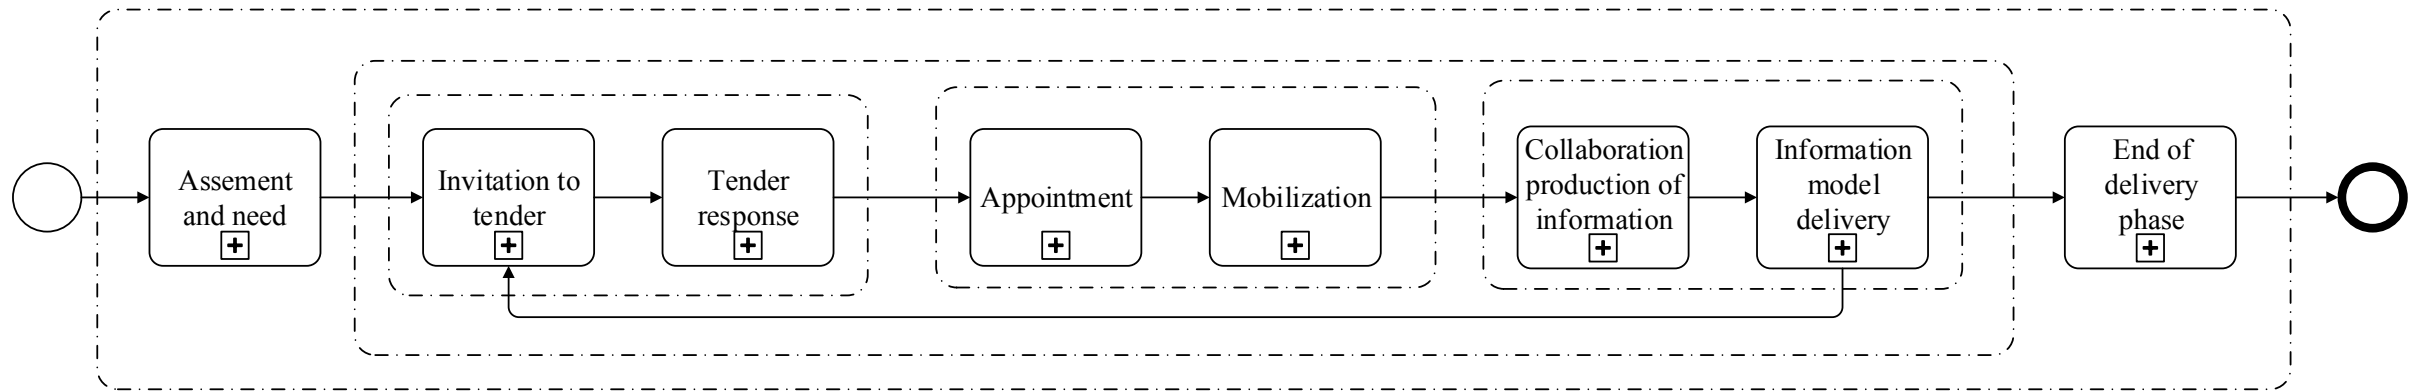 Assement
and need
Invitation to
tender
Tender
response
Appointment
Mobilization
Collaboration
production of
information
Information
model
delivery
End of
delivery
phase